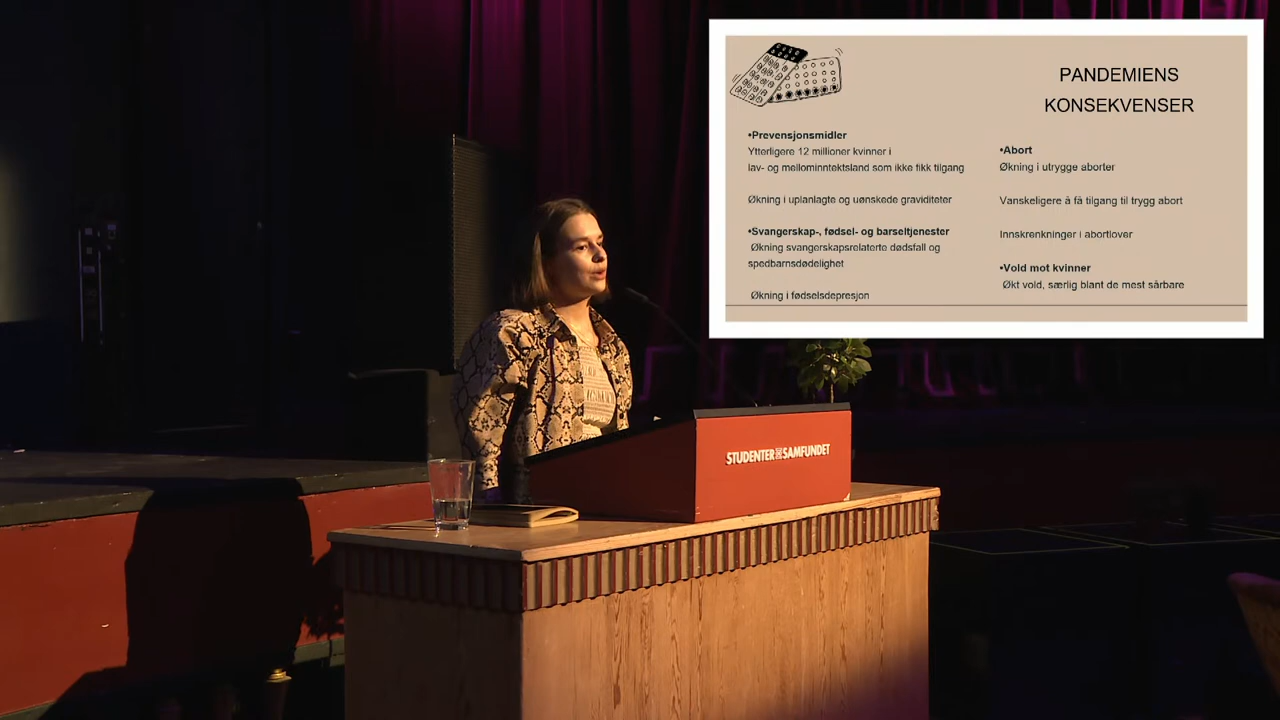 PANDEMIENS
KONSEKVENSER
•Prevensjonsmidler
Ytterligere 12 millioner kvinner i
lav- og mellominntektsland som ikke fikk tilgang
Økning i uplanlagte og uønskede graviditeter
•Svangerskap-, fødsel- og barseltjenester
Økning svangerskapsrelaterte dødsfall og
spedbarnsdødelighet
Økning i fødselsdepresjon
•Abort
Økning i utrygge aborter
Vanskeligere å få tilgang til trygg abort
Innskrenkninger i abortlover
•Vold mot kvinner
Økt vold, særlig blant de mest sårbare
STUDENTERSAMFUNDET